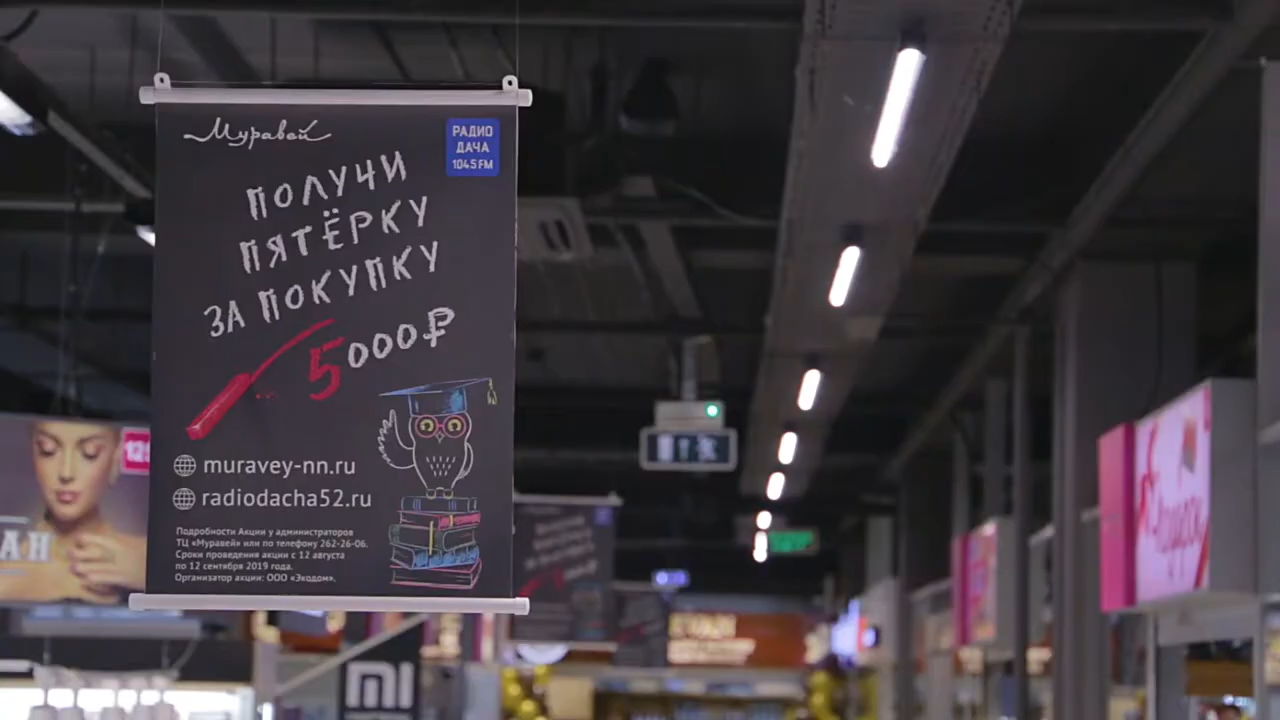 Муравей
РАДИО
ДАЧА
104.5 FM
ПОЛУЧИ
ПЯТЁРКУ
ЗА ПОКУПКУ
5000₽
muravey-nn.ru
radiodacha52.ru
Подробности Акции у администраторов
ТЦ «Муравей» или по телефону 262-26-06.
Сроки проведения акции с 12 августа
по 12 сентября 2019 года.
Организатор акции: ООО «Экодом».